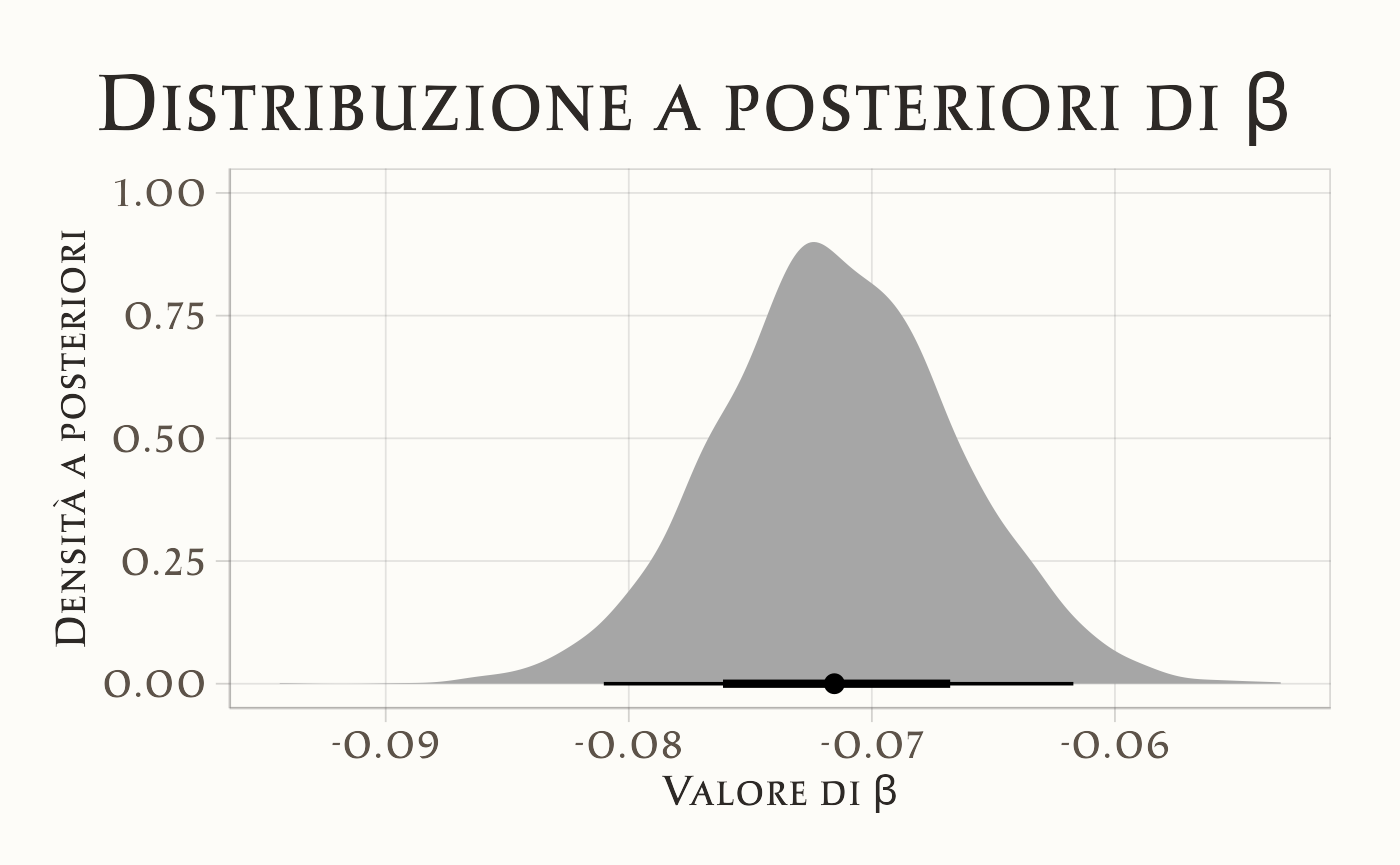 Distribuzione a posteriori di β
Densità a posteriori
1.00
0.75
0.50
0.25
0.00
-0.09 -0.08 -0.07 -0.06
Valore di β